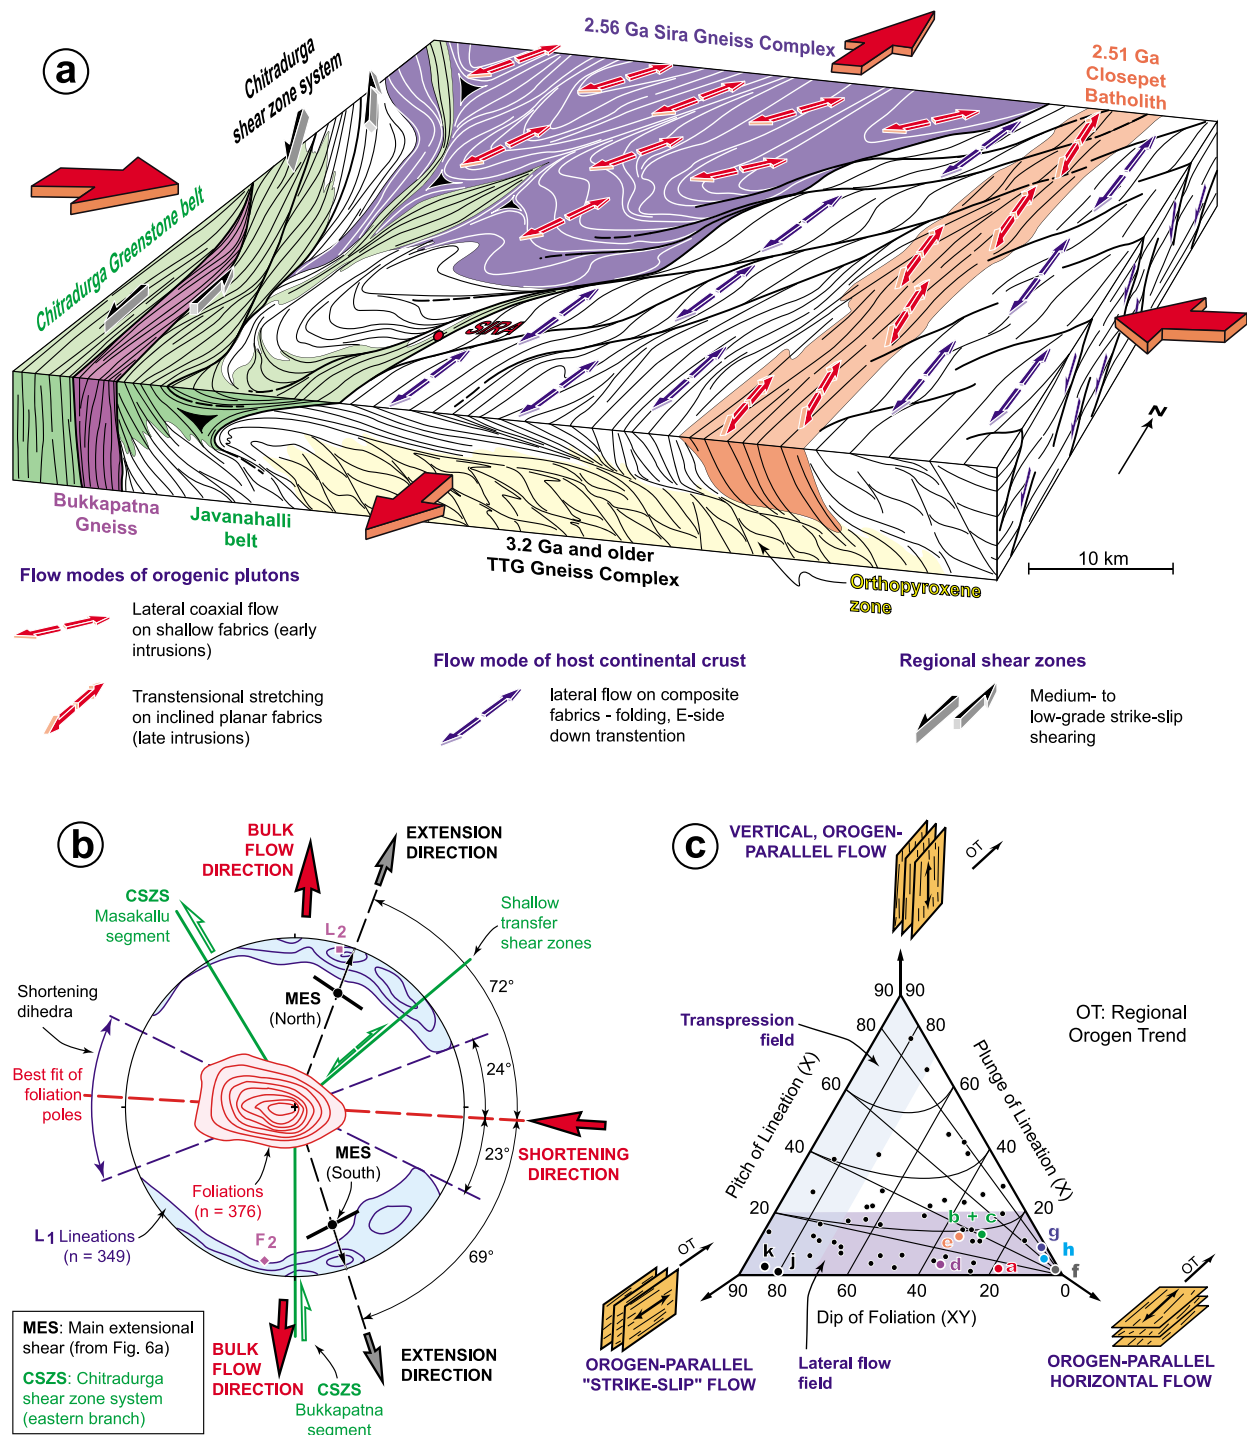 a
Chitradurga
shear zone system
2.56 Ga Sira Gneiss Complex
2.51 Ga
Closepet
Batholith
Chitradurga Greenstone belt
SIRA
N
Bukkapatna
Gneiss
Javanahalli
belt
3.2 Ga and older
TTG Gneiss Complex
Orthopyroxene
zone
10 km
Flow modes of orogenic plutons
Lateral coaxial flow
on shallow fabrics (early
intrusions)
Transtensional stretching
on inclined planar fabrics
(late intrusions)
Flow mode of host continental crust
lateral flow on composite
fabrics - folding, E-side
down transtention
Regional shear zones
Medium- to
low-grade strike-slip
shearing
b
BULK
FLOW
DIRECTION
EXTENSION
DIRECTION
CSZS
Masakallu
segment
L2
Shallow
transfer
shear zones
Shortening
dihedra
MES
(North)
72°
24°
Best fit of
foliation
poles
SHORTENING
DIRECTION
23°
MES
(South)
Foliations
(n = 376)
L1 Lineations
(n = 349)
F2
69°
BULK
FLOW
DIRECTION
EXTENSION
DIRECTION
CSZS
Bukkapatna
segment
MES: Main extensional
shear (from Fig. 6a)
CSZS: Chitradurga
shear zone system
(eastern branch)
c
VERTICAL, OROGEN-
PARALLEL FLOW
OT
OT: Regional
Orogen Trend
Transpression
field
90 90
80 80
60 60
40 40
20 20
Pitch of Lineation (X)
Plunge of Lineation (X)
b + c
g
e
h
k
j
d
a
f
90 80 60 40 20 0
Dip of Foliation (XY)
OT
OT
OROGEN-PARALLEL
"STRIKE-SLIP" FLOW
Lateral flow
field
OROGEN-PARALLEL
HORIZONTAL FLOW